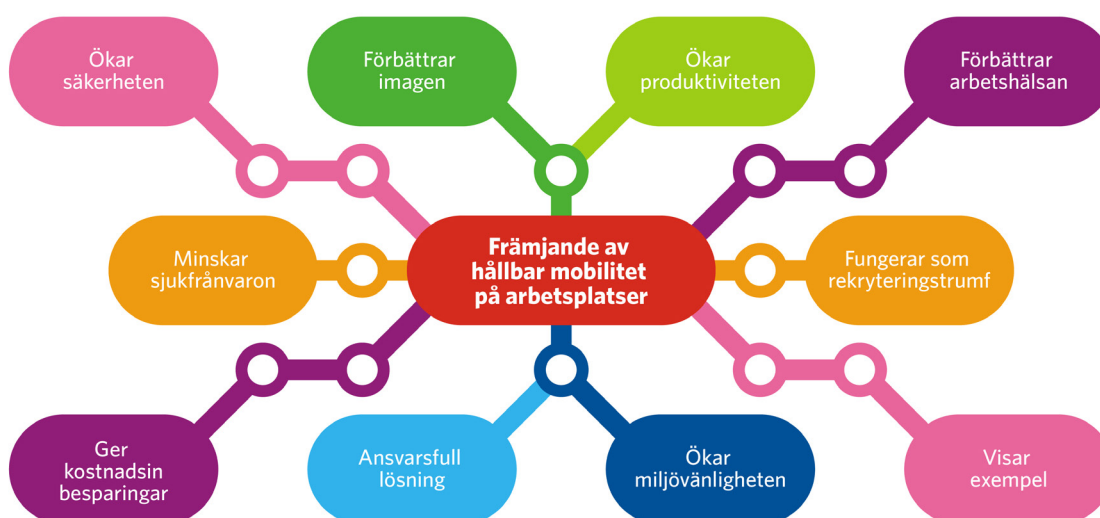 Ökar
säkerheten
Förbättrar
imagen
Ökar
produktiviteten
Förbättrar
arbetshälsan
Minskar
sjukfrånvaron
Främjande av
hållbar mobilitet
på arbetsplatser
Fungerar som
rekryteringstrumf
Ger
kostnadsin
besparingar
Ansvarsfull
lösning
Ökar
miljövänligheten
Visar
exempel